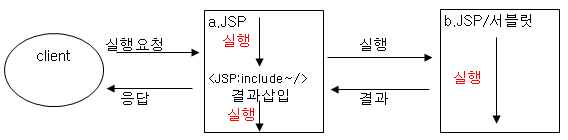 client
실행요청
응답
a.JSP
실행
<JSP:include~/>
결과삽입
실행
실행
결과
b.JSP/서블릿
실행